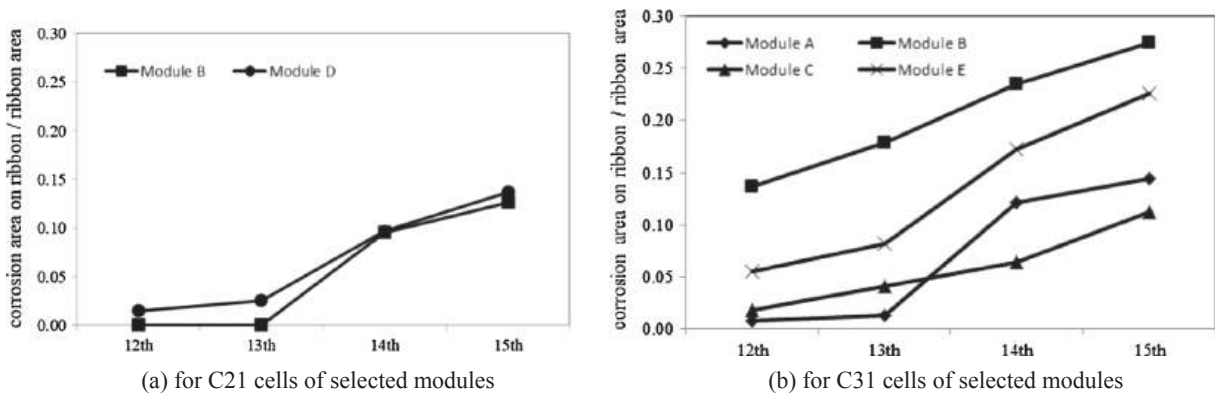 corrosion area on ribbon / ribbon area
0.30
0.25
0.20
0.15
0.10
0.05
0.00
Module B Module D
12th 13th 14th 15th
(a) for C21 cells of selected modules
corrosion area on ribbon / ribbon area
0.30
0.25
0.20
0.15
0.10
0.05
0.00
Module A Module B
Module C Module E
12th 13th 14th 15th
(b) for C31 cells of selected modules